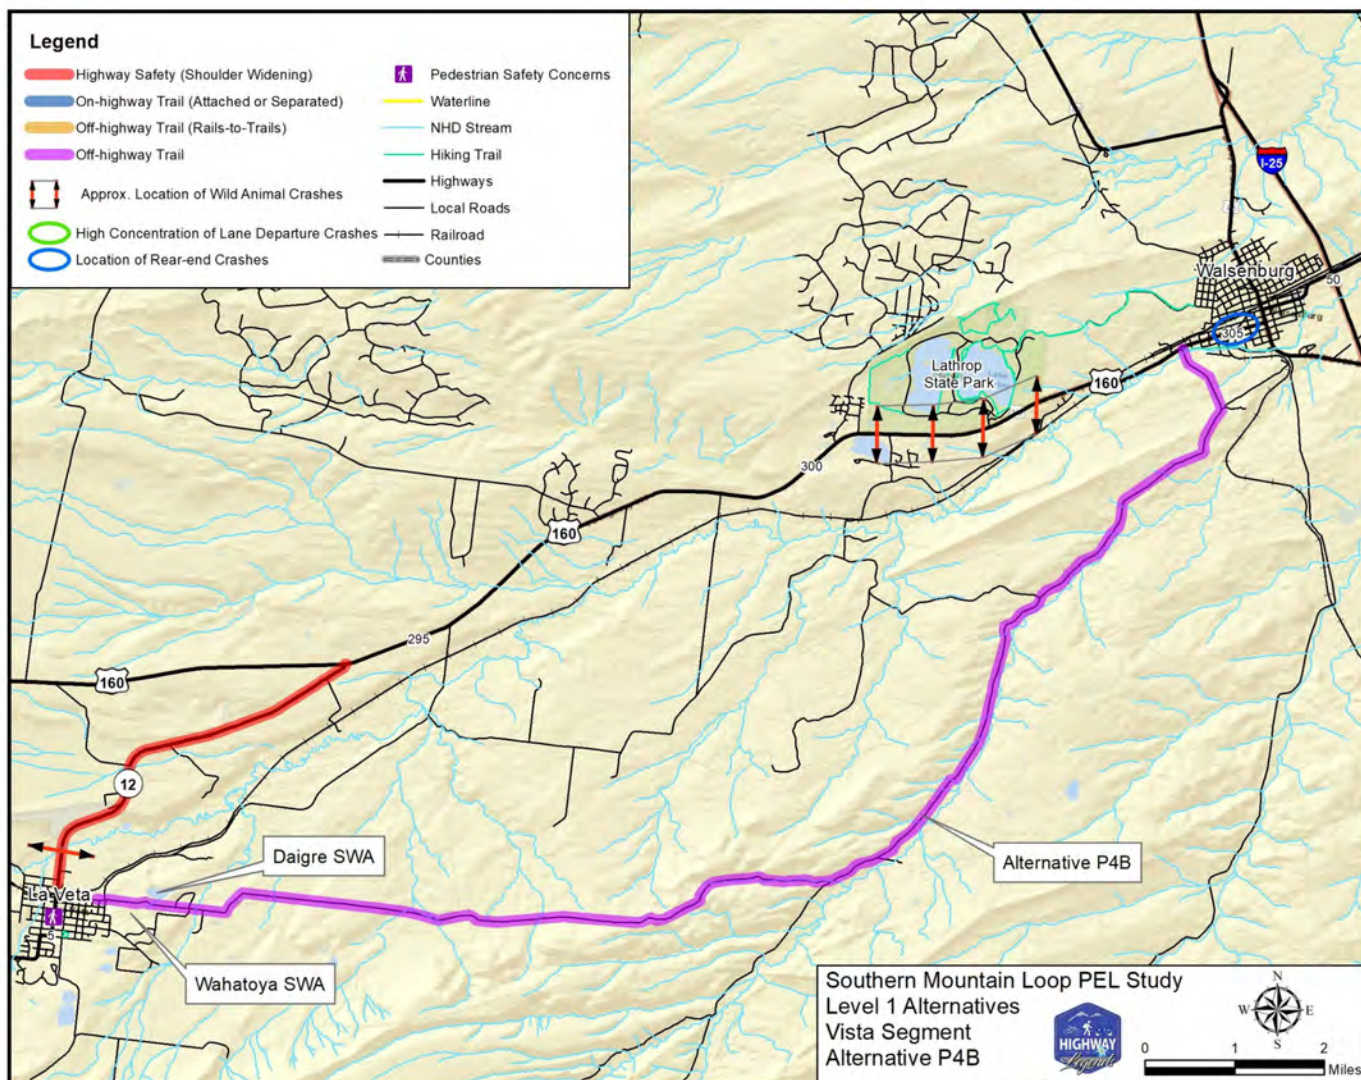 Legend
Highway Safety (Shoulder Widening)
On-highway Trail (Attached or Separated)
Off-highway Trail (Rails-to-Trails)
Off-highway Trail
Approx. Location of Wild Animal Crashes
High Concentration of Lane Departure Crashes
Location of Rear-end Crashes
Pedestrian Safety Concerns
Waterline
NHD Stream
Hiking Trail
Highways
Local Roads
Railroad
Counties
I-25
Walsenburg
50
305
Lathrop
State Park
160
300
160
295
160
12
Daigre SWA
La Veta
5
Wahatoya SWA
Alternative P4B
Southern Mountain Loop PEL Study
Level 1 Alternatives
Vista Segment
Alternative P4B
HIGHWAY
Legends
N
W E
S
0 1 2
Miles